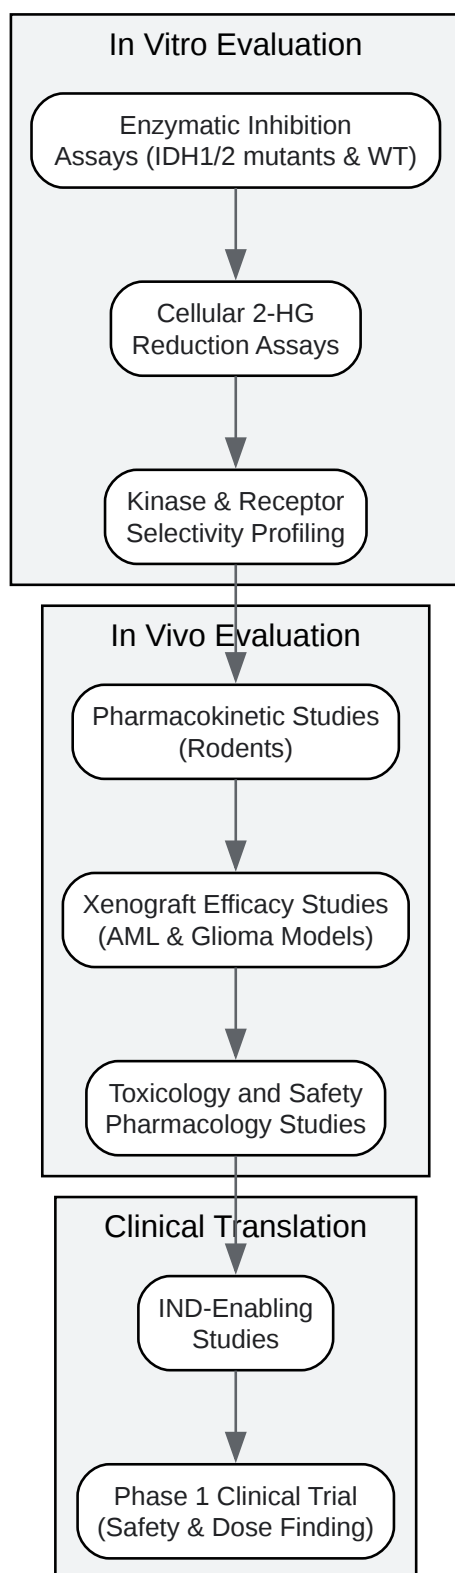 In Vitro Evaluation
Enzymatic Inhibition
Assays (IDH1/2 mutants & WT)
Cellular 2-HG
Reduction Assays
Kinase & Receptor
Selectivity Profiling
In Vivo Evaluation
Pharmacokinetic Studies
(Rodents)
Xenograft Efficacy Studies
(AML & Glioma Models)
Toxicology and Safety
Pharmacology Studies
Clinical Translation
IND-Enabling
Studies
Phase 1 Clinical Trial
(Safety & Dose Finding)